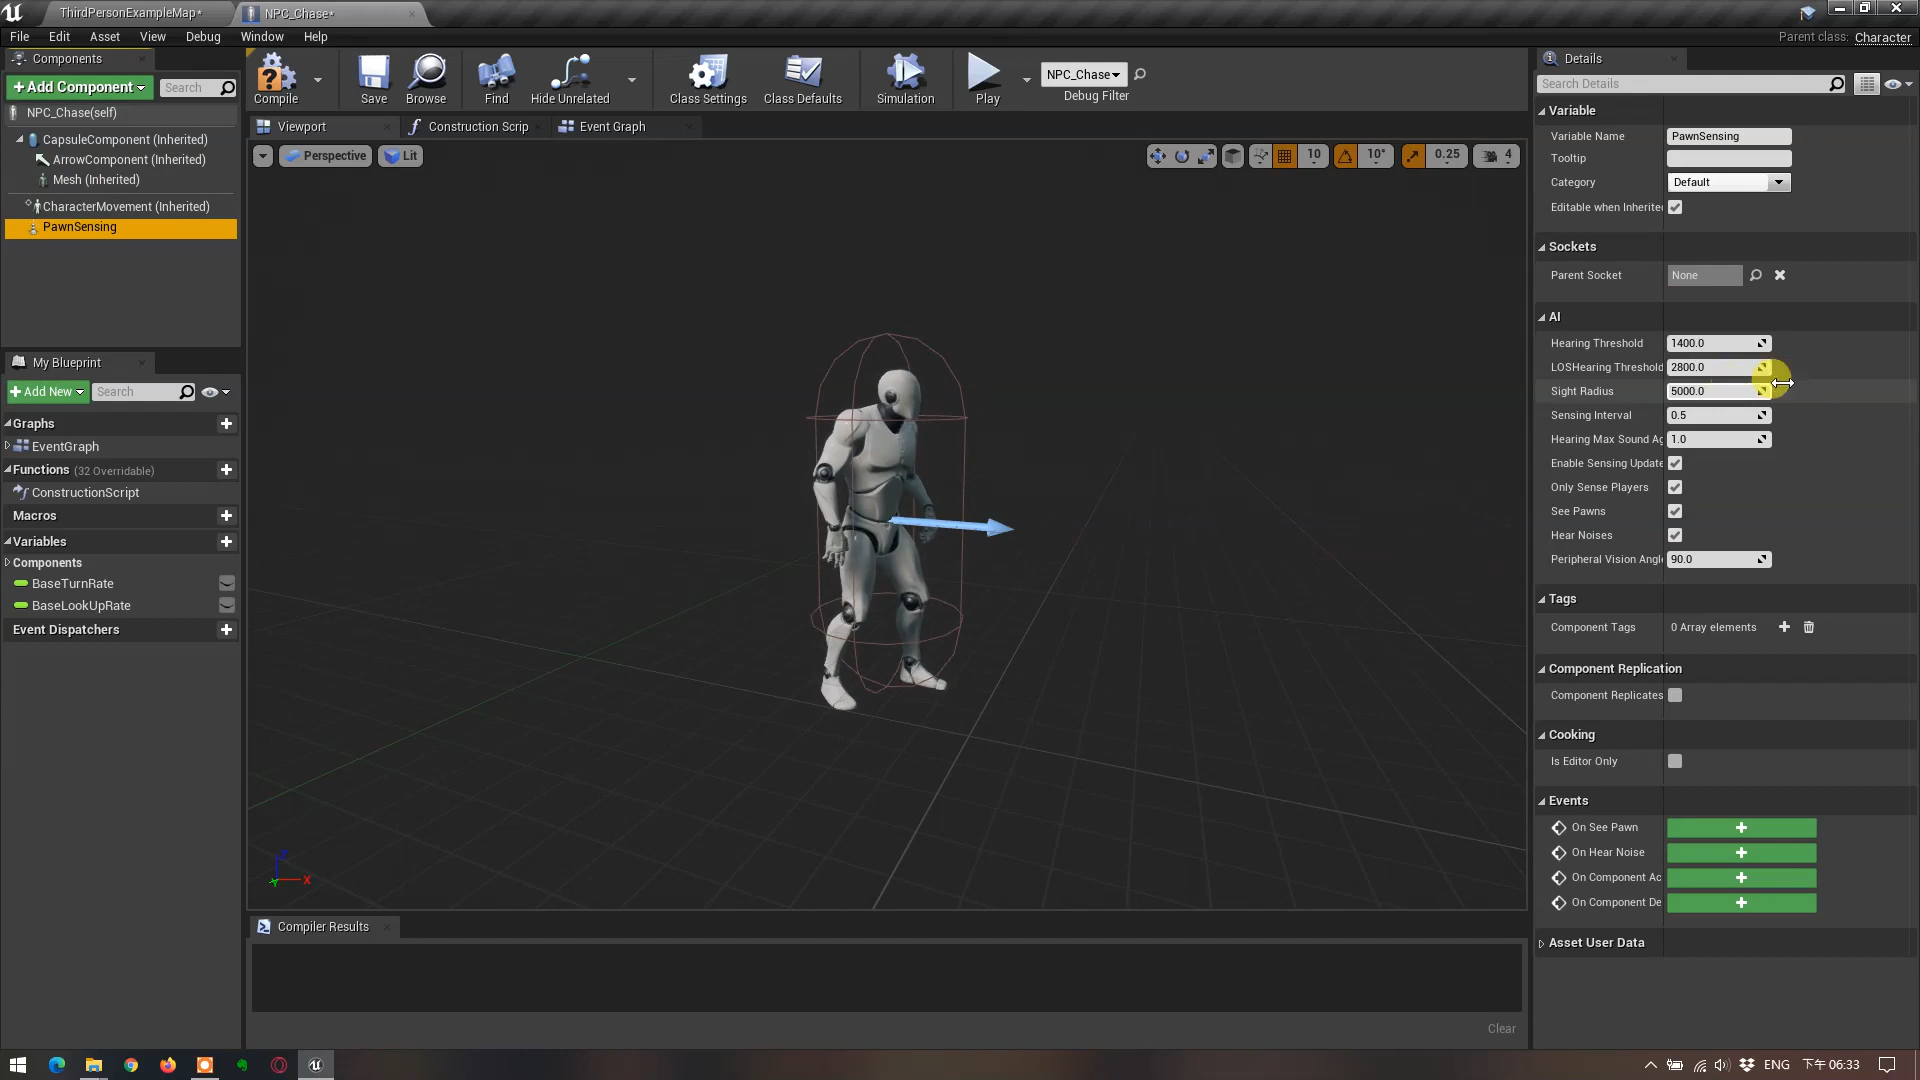 ThirdPersonExampleMap*
NPC_Chase*
File Edit Asset View Debug Window Help
Parent class: Character
Components
+Add Component
Search
NPC_Chase(self)
CapsuleComponent (Inherited)
ArrowComponent (Inherited)
Mesh (Inherited)
CharacterMovement (Inherited)
PawnSensing
My Blueprint
+Add New
Search
Graphs
EventGraph
Functions (32 Overridable)
ConstructionScript
Macros
Variables
Components
BaseTurnRate
BaseLookUpRate
Event Dispatchers
Compile
Save
Browse
Find
Hide Unrelated
Class Settings
Class Defaults
Simulation
Play
NPC_Chase
Debug Filter
Viewport
Construction Scrip
Event Graph
Perspective
Lit
10
10°
0.25
4
Z
Y
X
Compiler Results
Clear
Details
Search Details
Variable
Variable Name PawnSensing
Tooltip
Category Default
Editable when Inherited
Sockets
Parent Socket None
AI
Hearing Threshold 1400.0
LOSHearing Threshold 2800.0
Sight Radius 5000.0
Sensing Interval 0.5
Hearing Max Sound Ag 1.0
Enable Sensing Update
Only Sense Players
See Pawns
Hear Noises
Peripheral Vision Angle 90.0
Tags
Component Tags 0 Array elements
Component Replication
Component Replicates
Cooking
Is Editor Only
Events
On See Pawn
On Hear Noise
On Component Ac
On Component De
Asset User Data
ENG 下午 06:33